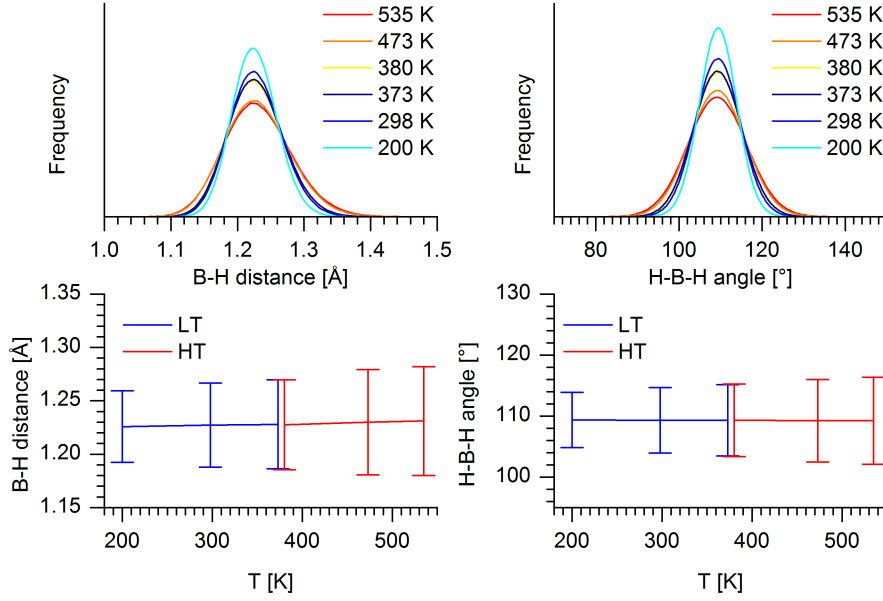 Frequency
535 K
473 K
380 K
373 K
298 K
200 K
1.0 1.1 1.2 1.3 1.4 1.5
B-H distance [Å]
Frequency
535 K
473 K
380 K
373 K
298 K
200 K
80 100 120 140
H-B-H angle [°]
B-H distance [Å]
1.35
1.30
1.25
1.20
1.15
LT
HT
200 300 400 500
T [K]
H-B-H angle [°]
130
120
110
100
LT
HT
200 300 400 500
T [K]